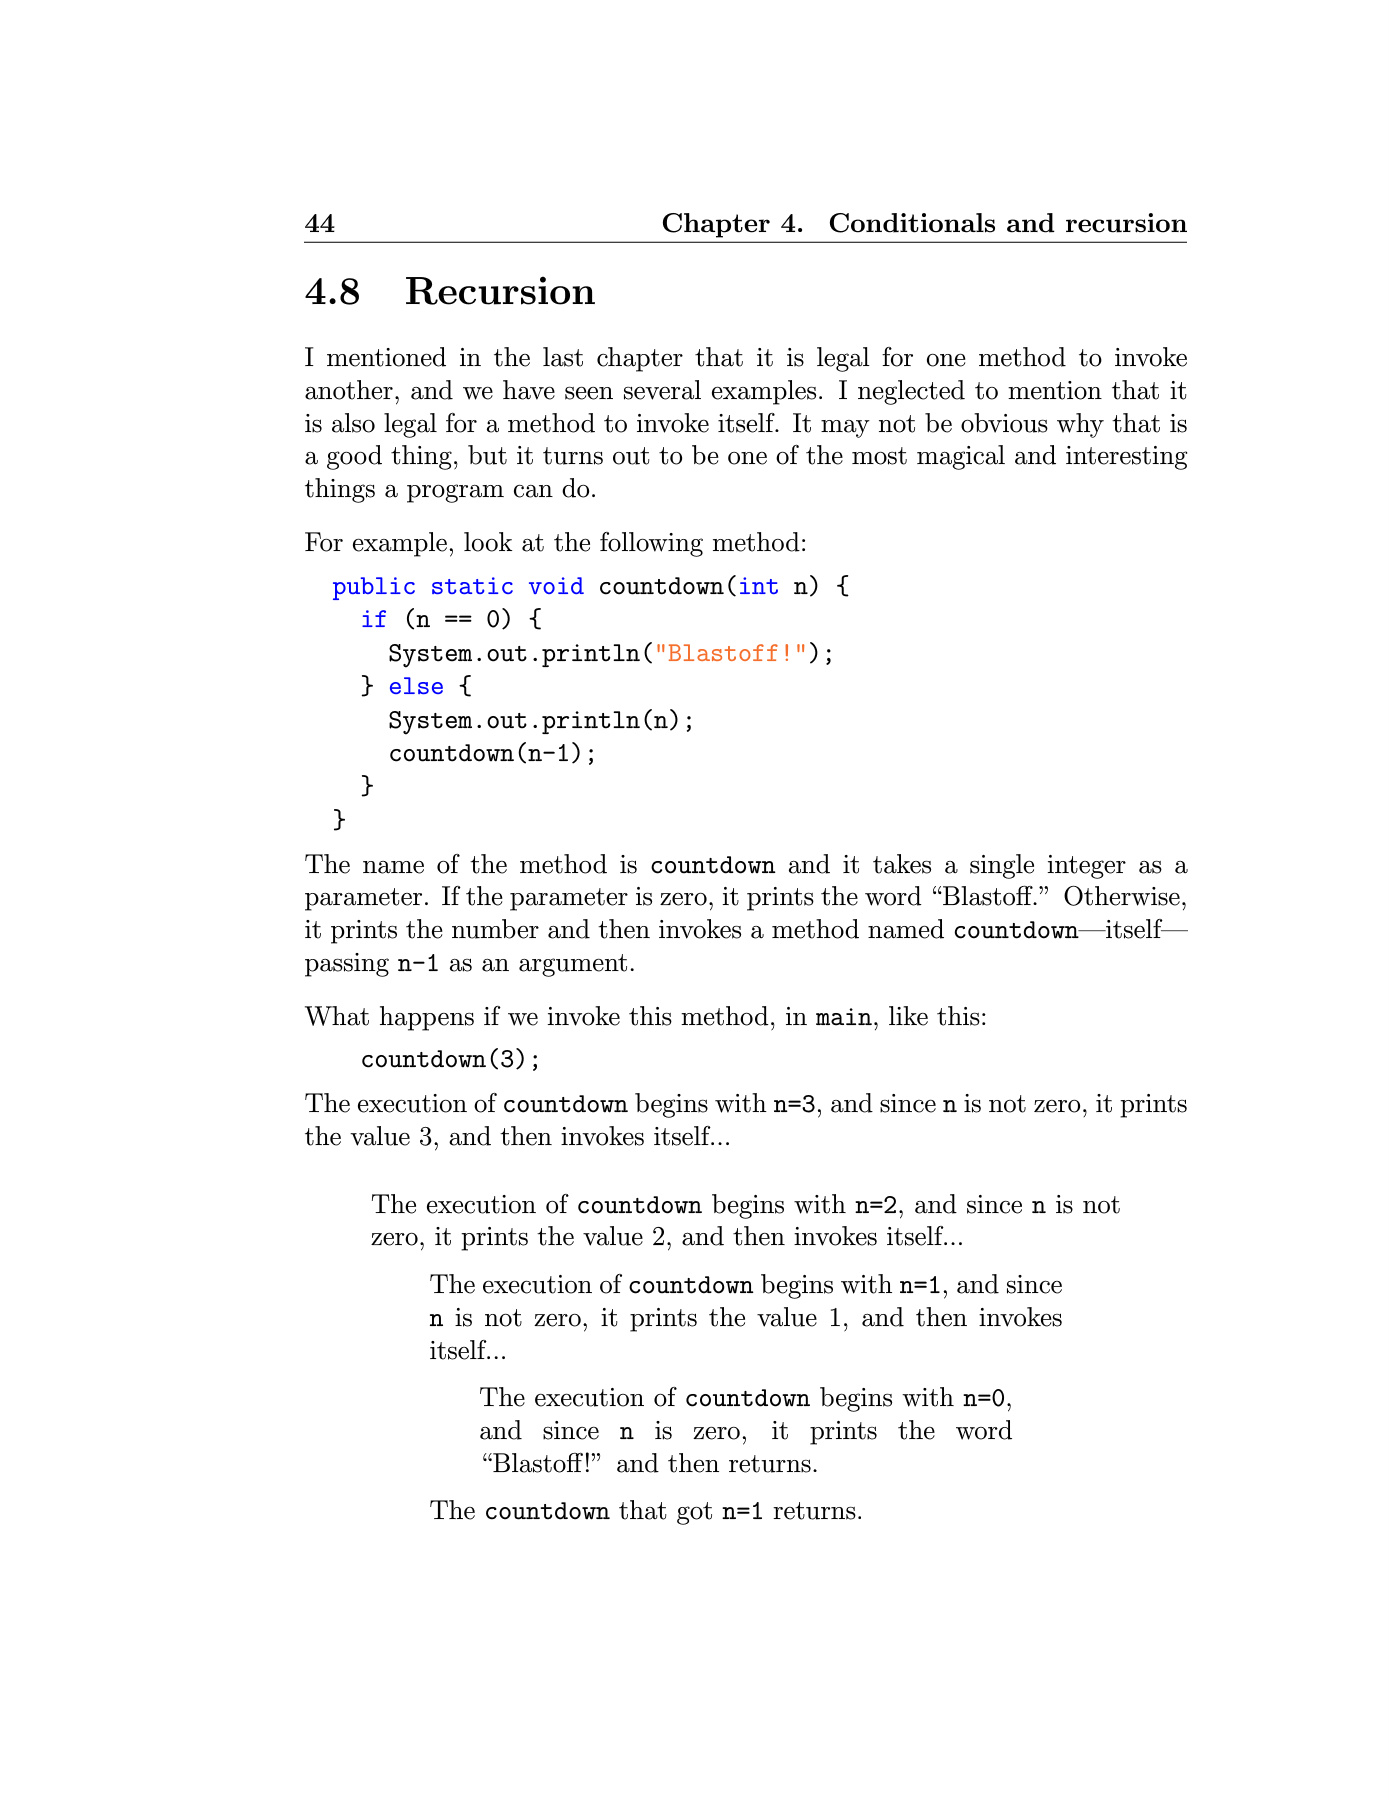 44 Chapter 4. Conditionals and recursion
4.8 Recursion
I mentioned in the last chapter that it is legal for one method to invoke
another, and we have seen several examples. I neglected to mention that it
is also legal for a method to invoke itself. It may not be obvious why that is
a good thing, but it turns out to be one of the most magical and interesting
things a program can do.
For example, look at the following method:
public static void countdown(int n) {
  if (n == 0) {
    System.out.println("Blastoff!");
  } else {
    System.out.println(n);
    countdown(n-1);
  }
}
The name of the method is countdown and it takes a single integer as a
parameter. If the parameter is zero, it prints the word “Blastoff.” Otherwise,
it prints the number and then invokes a method named countdown—itself—
passing n-1 as an argument.
What happens if we invoke this method, in main, like this:
countdown(3);
The execution of countdown begins with n=3, and since n is not zero, it prints
the value 3, and then invokes itself...
The execution of countdown begins with n=2, and since n is not
zero, it prints the value 2, and then invokes itself...
The execution of countdown begins with n=1, and since
n is not zero, it prints the value 1, and then invokes
itself...
The execution of countdown begins with n=0,
and since n is zero, it prints the word
“Blastoff!” and then returns.
The countdown that got n=1 returns.